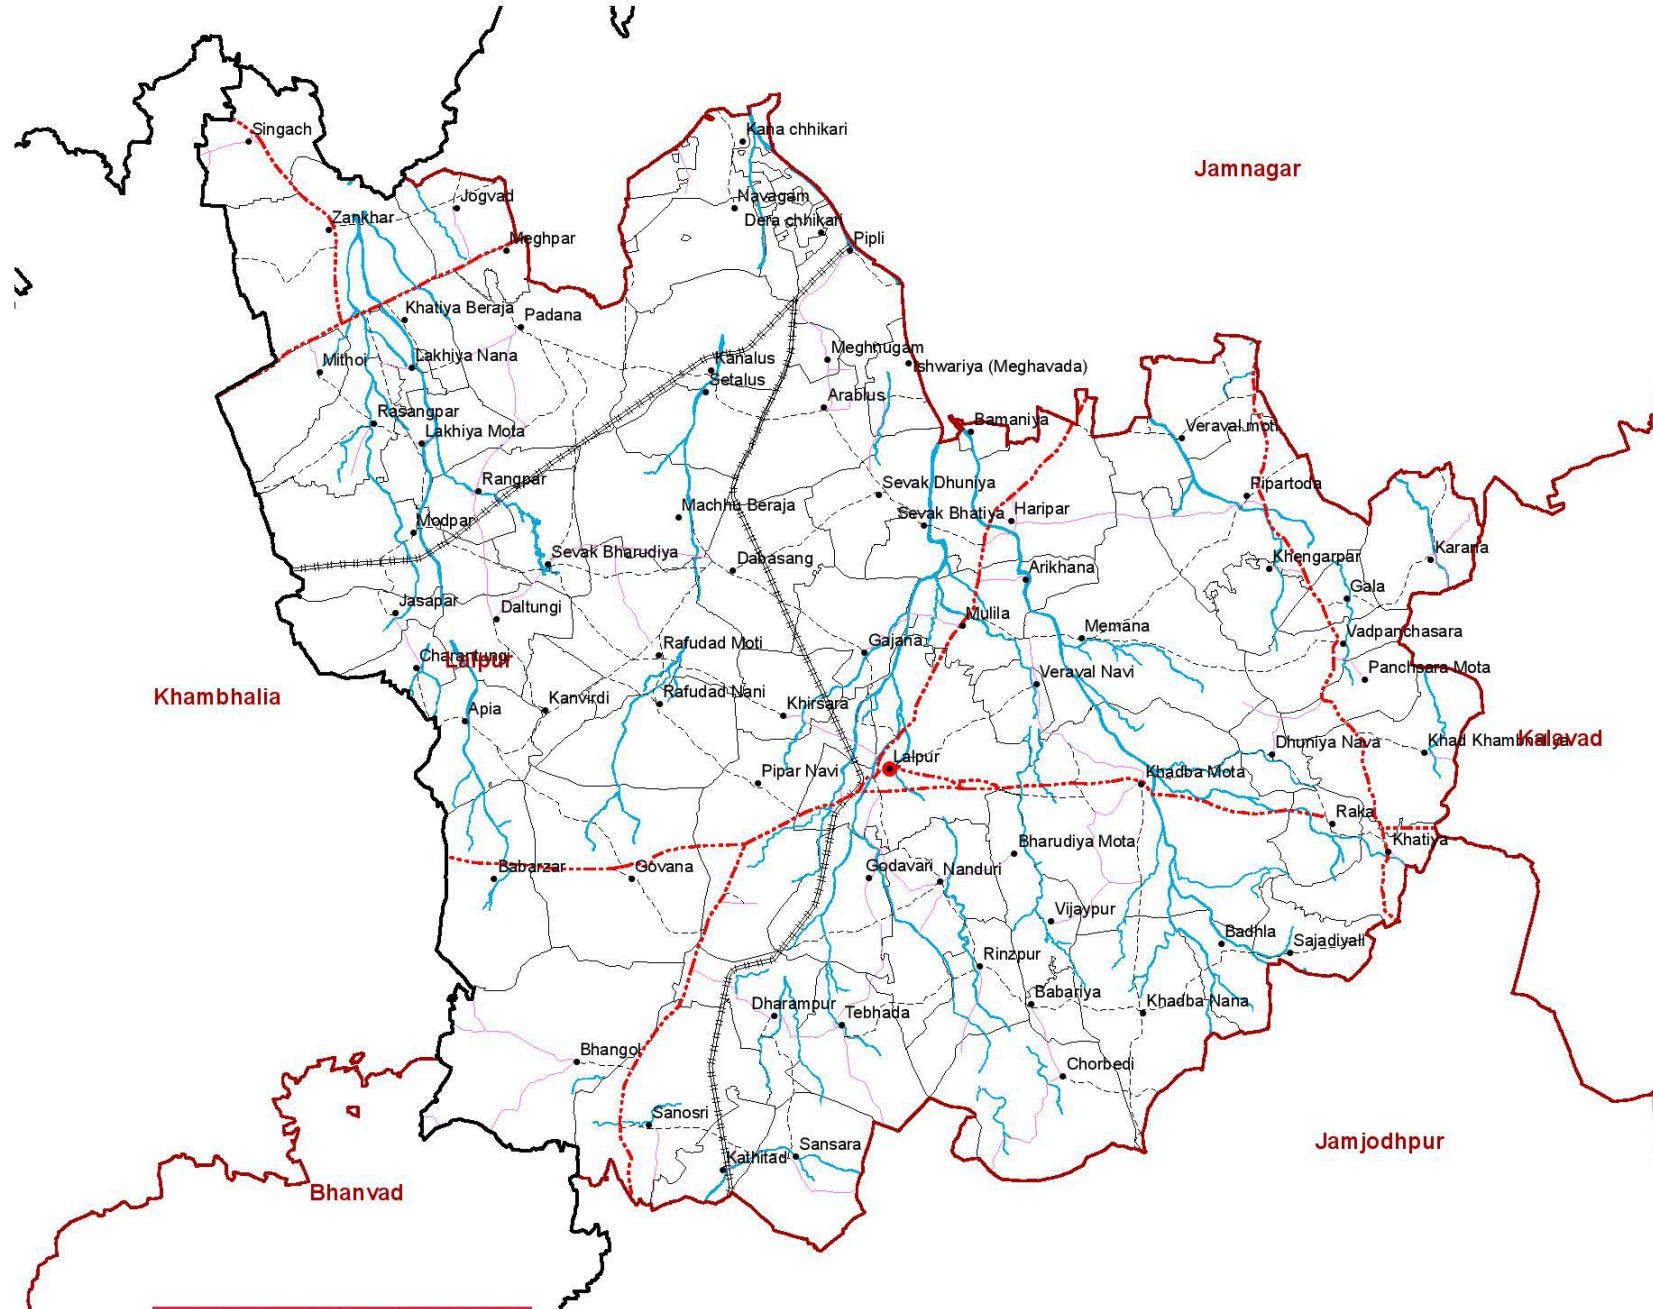 Singach
Kana chhikari
Jamnagar
Jogvad
Navagam
Zankhar
Dera chhikari
Meghpar
Pipli
Khatiya Beraja
Padana
Mithoi
Lakhiya Nana
Kanalus
Meghnugam
Ishwariya (Meghavada)
Setalus
Arablus
Rasangpar
Lakhiya Mota
Bamaniya
Veraval moti
Rangpar
Sevak Dhuniya
Pipartoda
Machhu Beraja
Sevak Bhatiya
Haripar
Modpar
Sevak Bharudiya
Dabasang
Khengarpar
Karana
Arikhana
Gala
Jasapar
Daltungi
Mulila
Memana
Vadpanchasara
Rafudad Moti
Gajana
Charantungi
Lalpur
Panchsara Mota
Veraval Navi
Khambhalia
Kanvirdi
Rafudad Nani
Khirsara
Apia
Dhuniya Nava
Khad Khambhaliya
Kalavad
Lalpur
Pipar Navi
Khadba Mota
Raka
Khatiya
Bharudiya Mota
Babarzar
Govana
Godavari
Nanduri
Vijaypur
Badhla
Sajadiyali
Rinzpur
Babariya
Khadba Nana
Dharampur
Tebhada
Bhangol
Chorbedi
Sanosri
Jamjodhpur
Kathitad
Sansara
Bhanvad